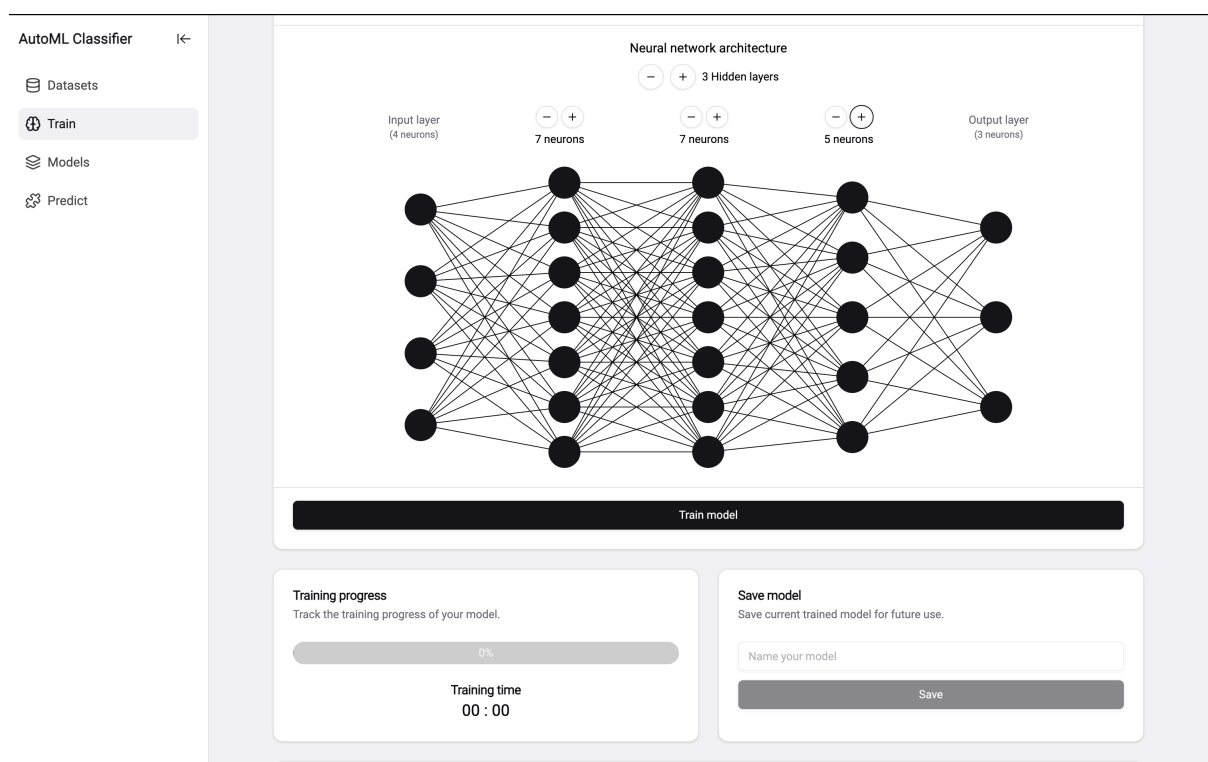 AutoML Classifier
Datasets
Train
Models
Predict
Neural network architecture
− + 3 Hidden layers
Input layer
(4 neurons)
− +
7 neurons
− +
7 neurons
− +
5 neurons
Output layer
(3 neurons)
Train model
Training progress
Track the training progress of your model.
0%
Training time
00 : 00
Save model
Save current trained model for future use.
Name your model
Save